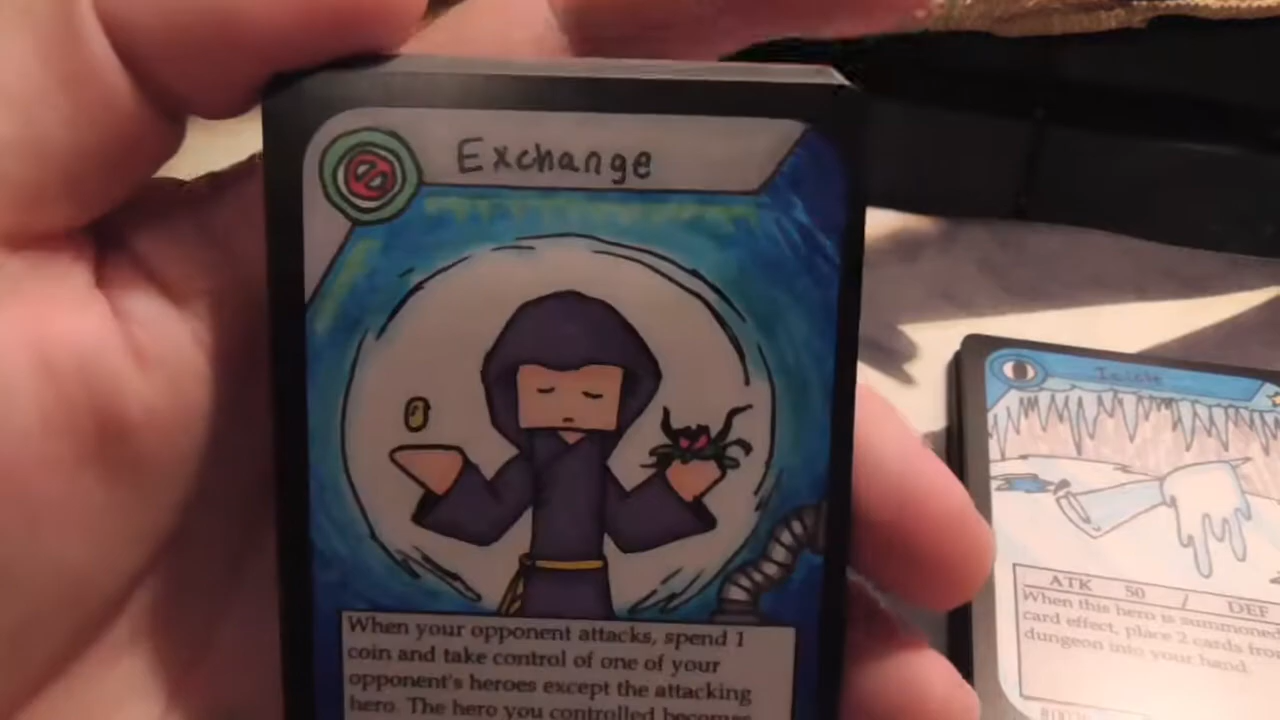 Exchange
When your opponent attacks, spend 1
coin and take control of one of your
opponent's heroes except the attacking
hero. The hero you controlled becomes
Icicle
ATK 50 / DEF
When this hero is summoned
card effect, place 2 cards from
dungeon into your hand.